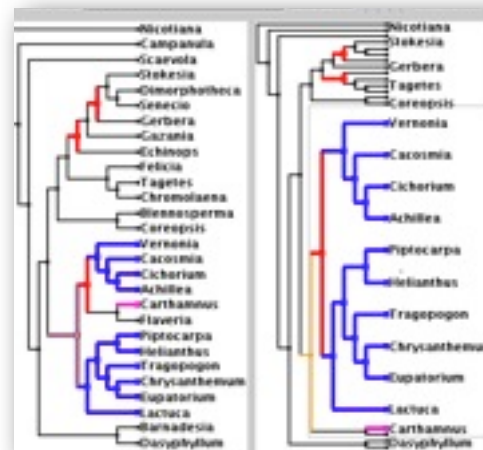 Nicotiana
Campanula
Scaevola
Stokesia
Dimorphotheca
Senecio
Gerbera
Gazania
Echinops
Felicia
Tagetes
Chromolaena
Blennosperma
Coreopsis
Vernonia
Cacosmia
Cichorium
Achillea
Carthamnus
Flaveria
Piptocarpa
Helianthus
Tragopogon
Chrysanthemum
Eupatorium
Lactuca
Barnadesia
Dasyphyllum
Nicotiana
Stokesia
Gerbera
Tagetes
Coreopsis
Vernonia
Cacosmia
Cichorium
Achillea
Piptocarpa
Helianthus
Tragopogon
Chrysanthemu
Eupatorium
Lactuca
Carthamnus
Dasyphyllum